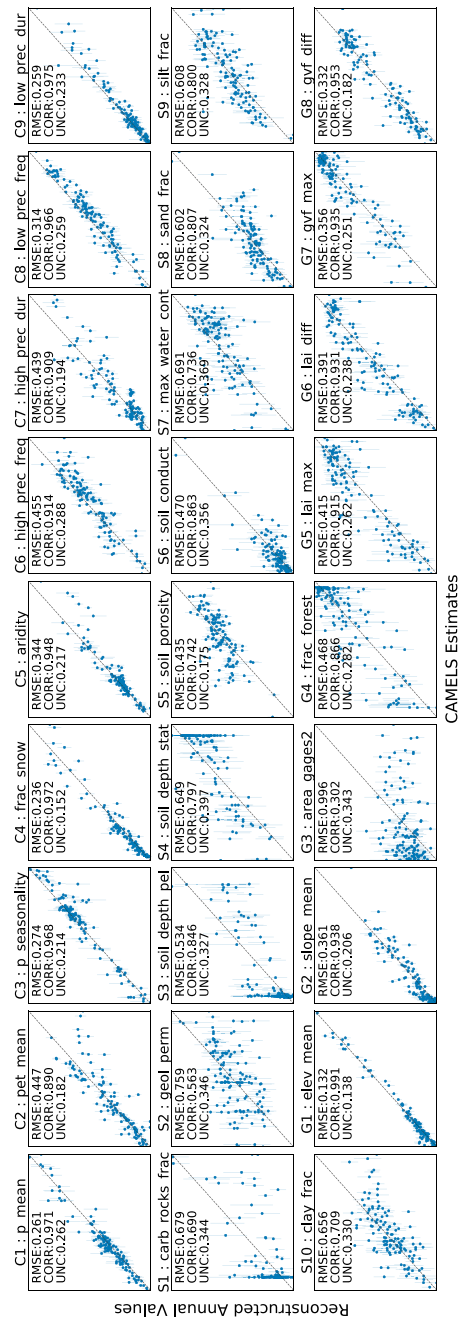 C1 : p_mean
RMSE:0.261
CORR:0.971
UNC:0.262
C2 : pet_mean
RMSE:0.447
CORR:0.890
UNC:0.182
C3 : p_seasonality
RMSE:0.274
CORR:0.968
UNC:0.214
C4 : frac_snow
RMSE:0.236
CORR:0.972
UNC:0.152
C5 : aridity
RMSE:0.344
CORR:0.948
UNC:0.217
C6 : high_prec_freq
RMSE:0.455
CORR:0.914
UNC:0.288
C7 : high_prec_dur
RMSE:0.439
CORR:0.909
UNC:0.194
C8 : low_prec_freq
RMSE:0.314
CORR:0.966
UNC:0.259
C9 : low_prec_dur
RMSE:0.259
CORR:0.975
UNC:0.233
S1 : carb_rocks_frac
RMSE:0.679
CORR:0.690
UNC:0.344
S2 : geol_perm
RMSE:0.759
CORR:0.563
UNC:0.346
S3 : soil_depth_pel
RMSE:0.534
CORR:0.846
UNC:0.327
S4 : soil_depth_stat
RMSE:0.649
CORR:0.797
UNC:0.397
S5 : soil_porosity
RMSE:0.435
CORR:0.742
UNC:0.175
S6 : soil_conduct
RMSE:0.470
CORR:0.863
UNC:0.356
S7 : max_water_cont
RMSE:0.691
CORR:0.736
UNC:0.369
S8 : sand_frac
RMSE:0.602
CORR:0.807
UNC:0.324
S9 : silt_frac
RMSE:0.608
CORR:0.800
UNC:0.328
S10 : clay_frac
RMSE:0.656
CORR:0.709
UNC:0.330
G1 : elev_mean
RMSE:0.132
CORR:0.991
UNC:0.138
G2 : slope_mean
RMSE:0.361
CORR:0.938
UNC:0.206
G3 : area_gages2
RMSE:0.996
CORR:0.302
UNC:0.343
G4 : frac_forest
RMSE:0.468
CORR:0.866
UNC:0.282
G5 : lai_max
RMSE:0.415
CORR:0.915
UNC:0.262
G6 : lai_diff
RMSE:0.391
CORR:0.931
UNC:0.238
G7 : gvf_max
RMSE:0.356
CORR:0.935
UNC:0.251
G8 : gvf_diff
RMSE:0.332
CORR:0.953
UNC:0.182
Reconstructed Annual Values
CAMELS Estimates